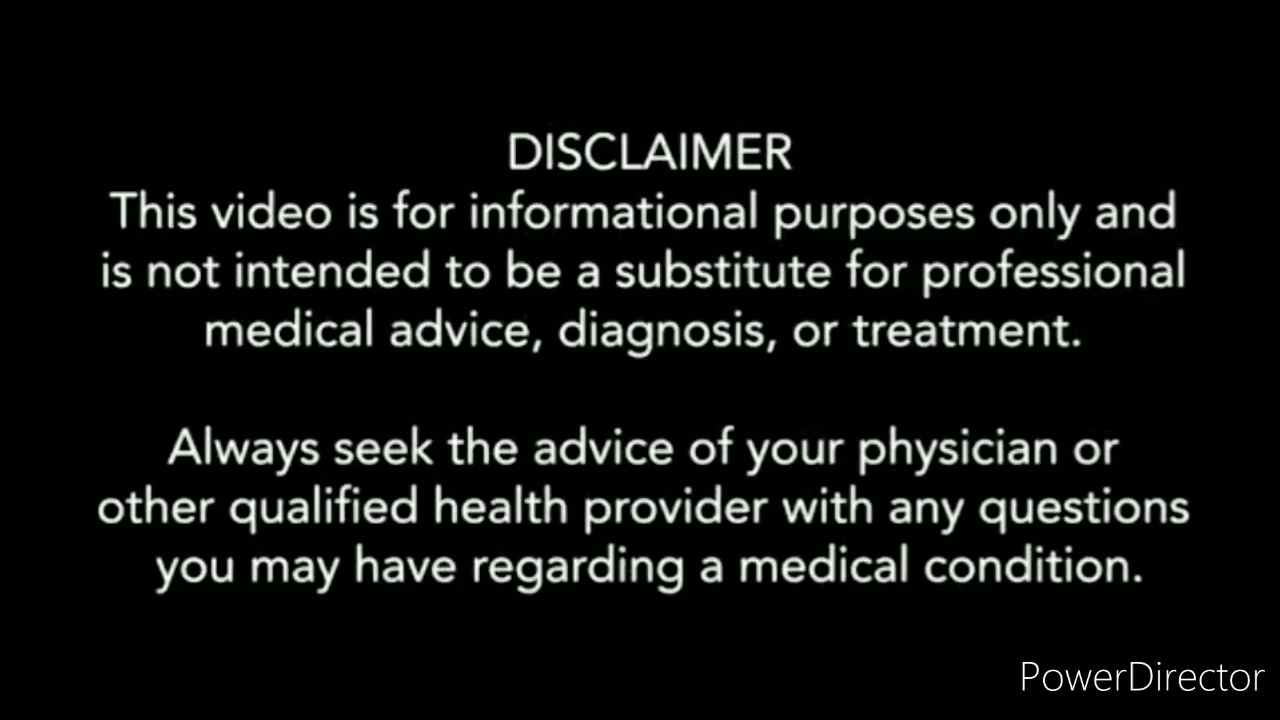 DISCLAIMER
This video is for informational purposes only and
is not intended to be a substitute for professional
medical advice, diagnosis, or treatment.
Always seek the advice of your physician or
other qualified health provider with any questions
you may have regarding a medical condition.
PowerDirector